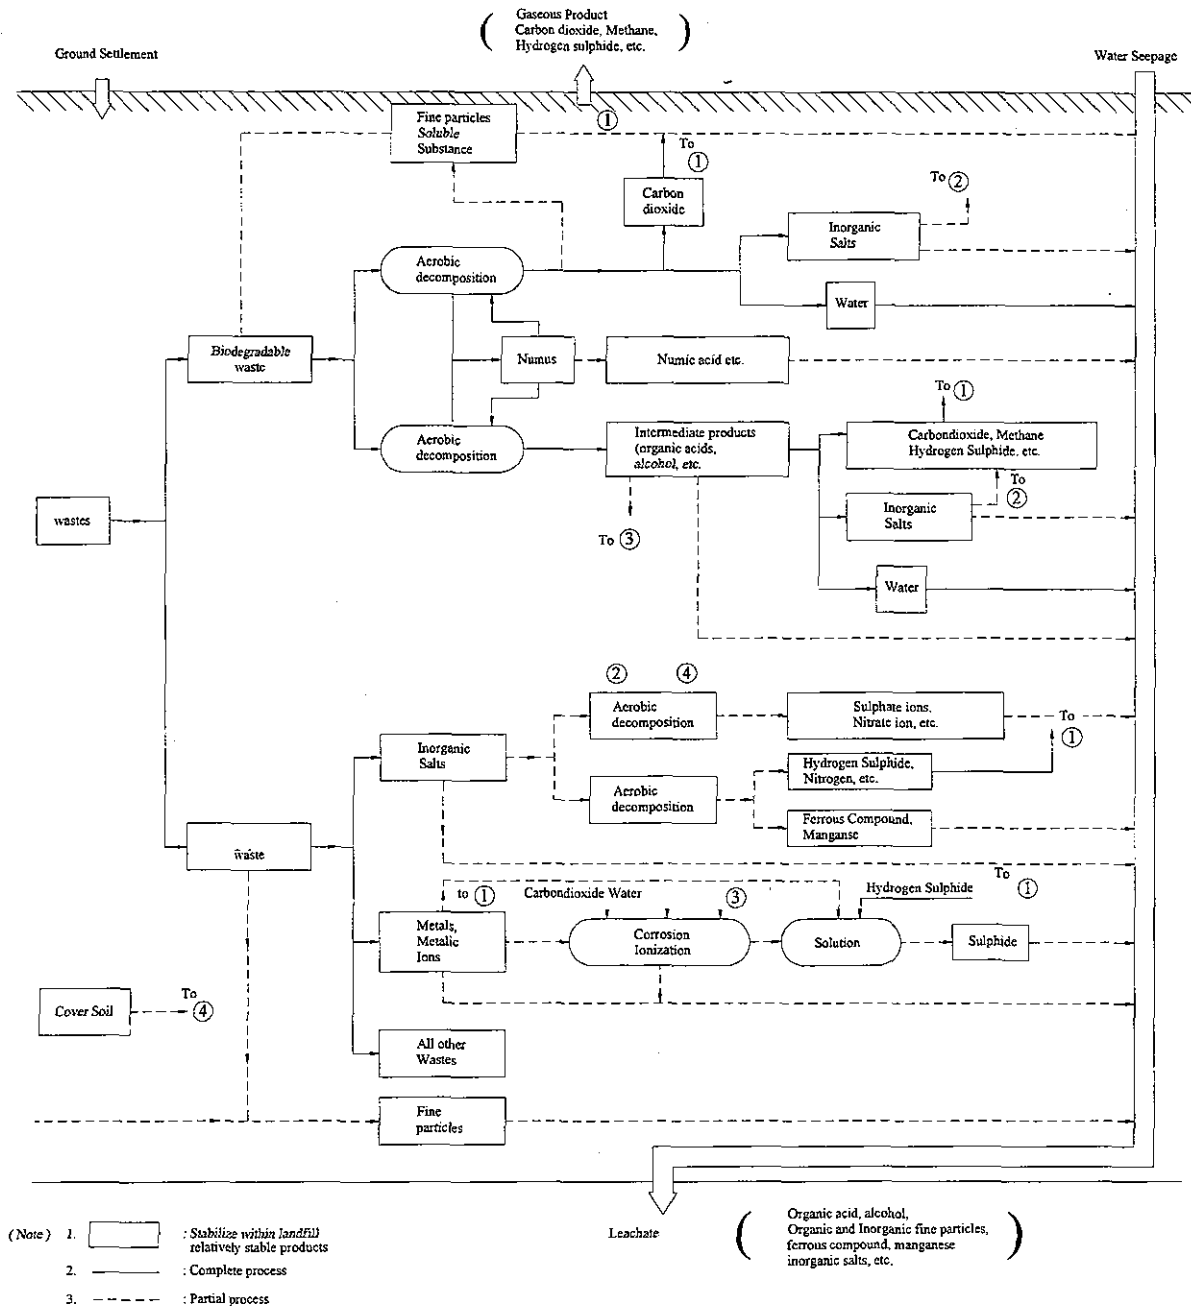 Gaseous Product
Carbon dioxide, Methane,
Hydrogen sulphide, etc.
Ground Settlement
Water Seepage
Fine particles
Soluble
Substance
①
To
①
Carbon
dioxide
To ②
Inorganic
Salts
Aerobic
decomposition
Water
Biodegradable
waste
Numus
Numic acid etc.
To ①
Aerobic
decomposition
Intermediate products
(organic acids,
alcohol, etc.
Carbondioxide, Methane
Hydrogen Sulphide, etc.
To
②
wastes
Inorganic
Salts
To ③
Water
② ④
Aerobic
decomposition
Sulphate ions,
Nitrate ion, etc.
To
①
Inorganic
Salts
Hydrogen Sulphide,
Nitrogen, etc.
Aerobic
decomposition
Ferrous Compound,
Manganse
waste
To
①
to ①
Carbondioxide Water
③
Hydrogen Sulphide
Metals,
Metalic
Ions
Corrosion
Ionization
Solution
Sulphide
Cover Soil
To
④
All other
Wastes
Fine
particles
Leachate
Organic acid, alcohol,
Organic and Inorganic fine particles,
ferrous compound, manganese
inorganic salts, etc.
(Note) 1. : Stabilize within landfill
relatively stable products
2. : Complete process
3. : Partial process